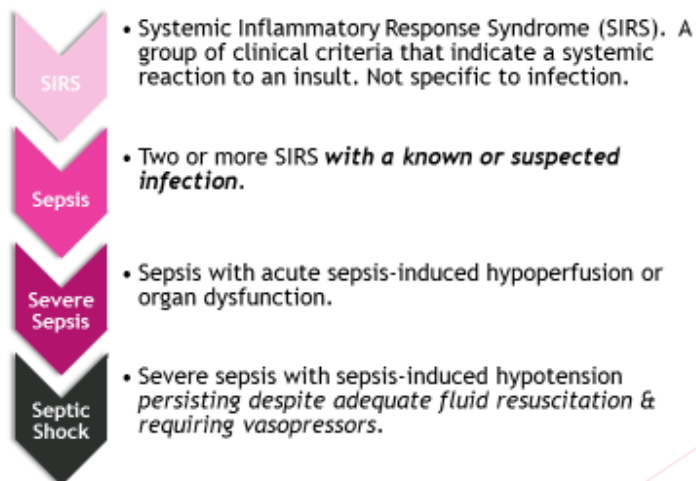 SIRS
• Systemic Inflammatory Response Syndrome (SIRS). A
group of clinical criteria that indicate a systemic
reaction to an insult. Not specific to infection.
Sepsis
• Two or more SIRS with a known or suspected
infection.
Severe
Sepsis
• Sepsis with acute sepsis-induced hypoperfusion or
organ dysfunction.
Septic
Shock
• Severe sepsis with sepsis-induced hypotension
persisting despite adequate fluid resuscitation &
requiring vasopressors.